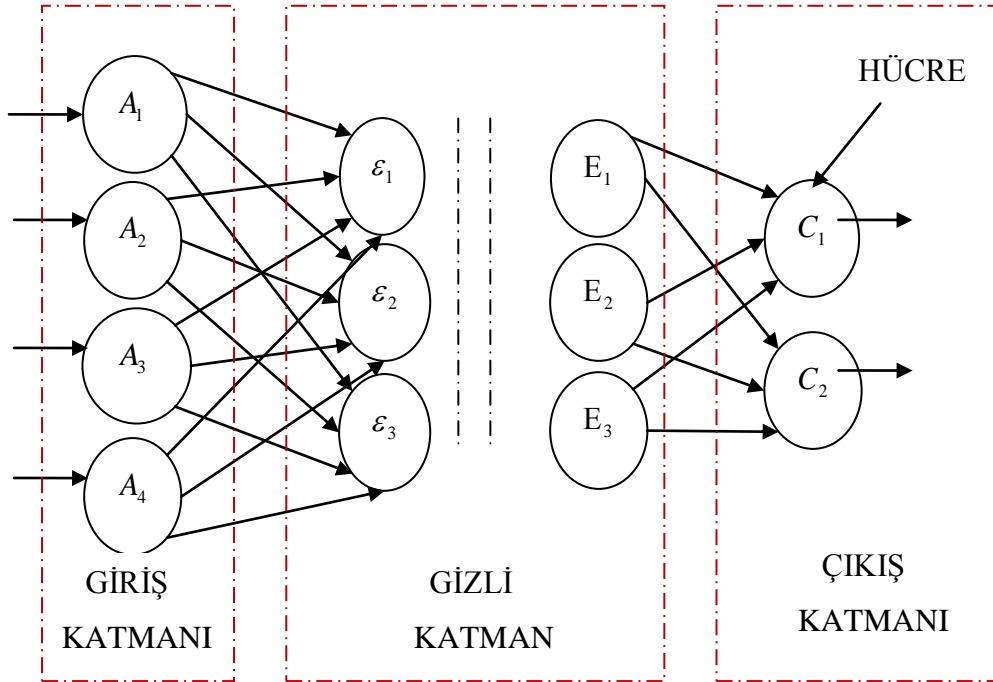 HÜCRE
A₁
A₂
A₃
A₄
ε₁
ε₂
ε₃
E₁
E₂
E₃
C₁
C₂
GİRİŞ
KATMANI
GİZLİ
KATMAN
ÇIKIŞ
KATMANI